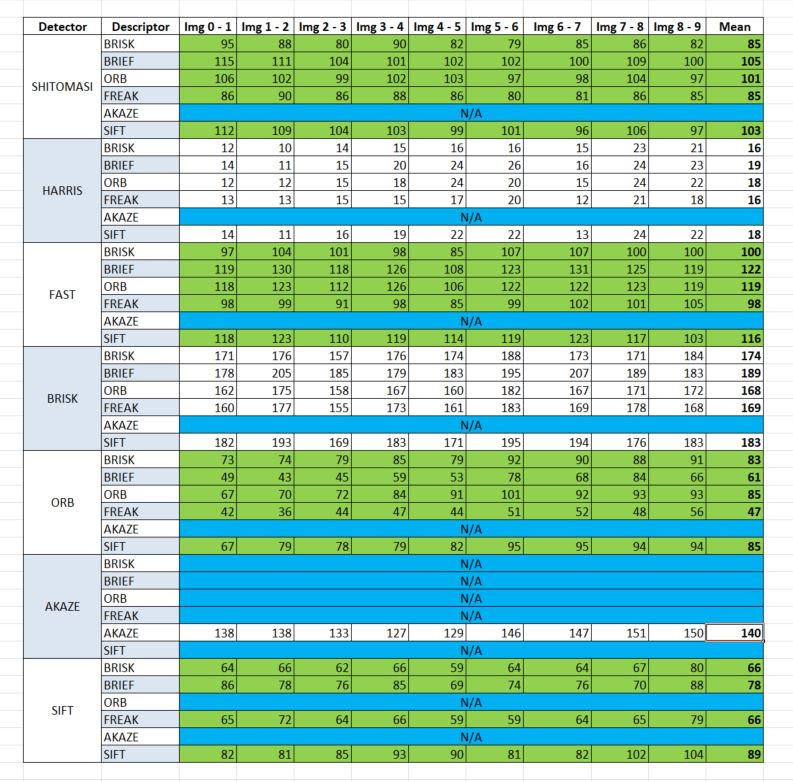 Detector Descriptor Img 0 - 1 Img 1 - 2 Img 2 - 3 Img 3 - 4 Img 4 - 5 Img 5 - 6 Img 6 - 7 Img 7 - 8 Img 8 - 9 Mean
SHITOMASI BRISK 95 88 80 90 82 79 85 86 82 85
BRIEF 115 111 104 101 102 102 100 109 100 105
ORB 106 102 99 102 103 97 98 104 97 101
FREAK 86 90 86 88 86 80 81 86 85 85
AKAZE N/A
SIFT 112 109 104 103 99 101 96 106 97 103
HARRIS BRISK 12 10 14 15 16 16 15 23 21 16
BRIEF 14 11 15 20 24 26 16 24 23 19
ORB 12 12 15 18 24 20 15 24 22 18
FREAK 13 13 15 15 17 20 12 21 18 16
AKAZE N/A
SIFT 14 11 16 19 22 22 13 24 22 18
FAST BRISK 97 104 101 98 85 107 107 100 100 100
BRIEF 119 130 118 126 108 123 131 125 119 122
ORB 118 123 112 126 106 122 122 123 119 119
FREAK 98 99 91 98 85 99 102 101 105 98
AKAZE N/A
SIFT 118 123 110 119 114 119 123 117 103 116
BRISK BRISK 171 176 157 176 174 188 173 171 184 174
BRIEF 178 205 185 179 183 195 207 189 183 189
ORB 162 175 158 167 160 182 167 171 172 168
FREAK 160 177 155 173 161 183 169 178 168 169
AKAZE N/A
SIFT 182 193 169 183 171 195 194 176 183 183
ORB BRISK 73 74 79 85 79 92 90 88 91 83
BRIEF 49 43 45 59 53 78 68 84 66 61
ORB 67 70 72 84 91 101 92 93 93 85
FREAK 42 36 44 47 44 51 52 48 56 47
AKAZE N/A
SIFT 67 79 78 79 82 95 95 94 94 85
AKAZE BRISK N/A
BRIEF N/A
ORB N/A
FREAK N/A
AKAZE 138 138 133 127 129 146 147 151 150 140
SIFT N/A
SIFT BRISK 64 66 62 66 59 64 64 67 80 66
BRIEF 86 78 76 85 69 74 76 70 88 78
ORB N/A
FREAK 65 72 64 66 59 59 64 65 79 66
AKAZE N/A
SIFT 82 81 85 93 90 81 82 102 104 89